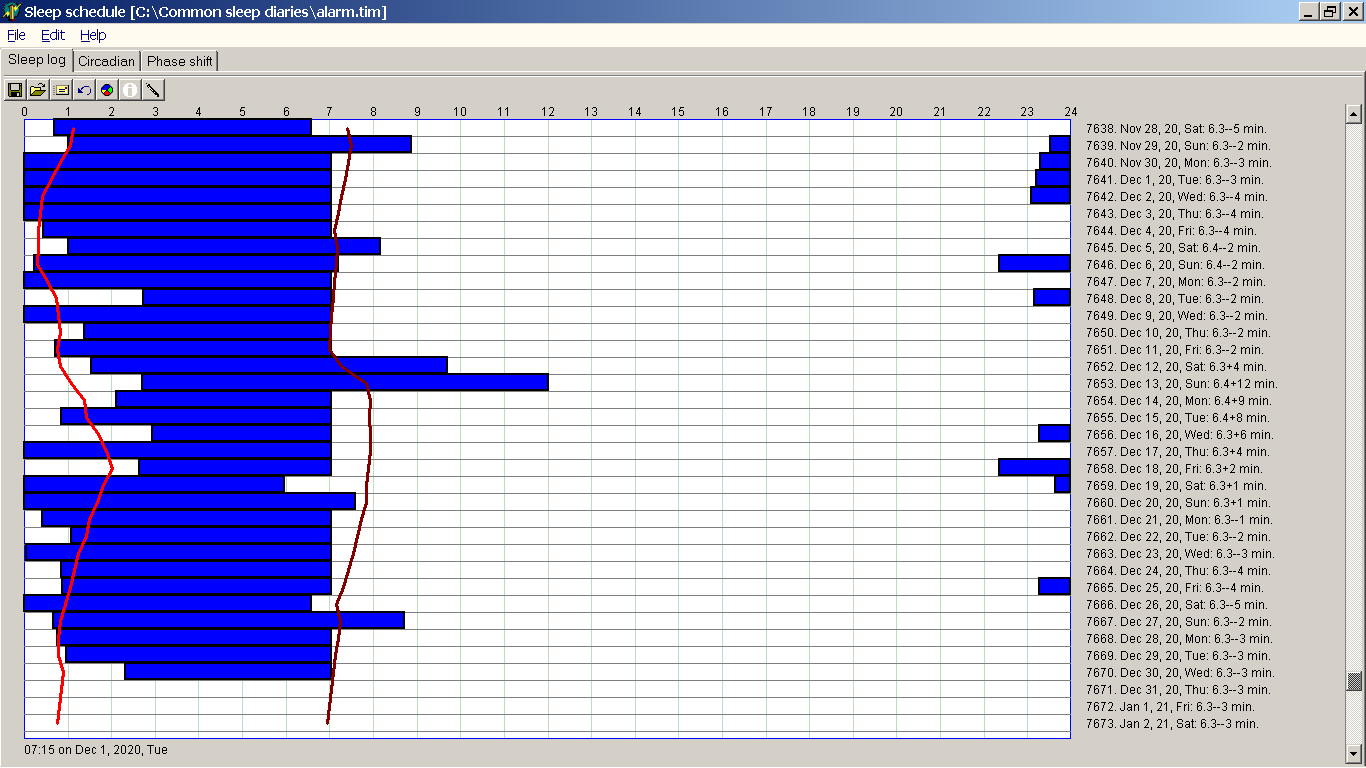 Sleep schedule [C:\Common sleep diaries\alarm.tim]
File Edit Help
Sleep log Circadian Phase shift
0 1 2 3 4 5 6 7 8 9 10 11 12 13 14 15 16 17 18 19 20 21 22 23 24
7638. Nov 28, 20, Sat: 6.3--5 min.
7639. Nov 29, 20, Sun: 6.3--2 min.
7640. Nov 30, 20, Mon: 6.3--3 min.
7641. Dec 1, 20, Tue: 6.3--3 min.
7642. Dec 2, 20, Wed: 6.3--4 min.
7643. Dec 3, 20, Thu: 6.3--4 min.
7644. Dec 4, 20, Fri: 6.3--4 min.
7645. Dec 5, 20, Sat: 6.4--2 min.
7646. Dec 6, 20, Sun: 6.4--2 min.
7647. Dec 7, 20, Mon: 6.3--2 min.
7648. Dec 8, 20, Tue: 6.3--2 min.
7649. Dec 9, 20, Wed: 6.3--2 min.
7650. Dec 10, 20, Thu: 6.3--2 min.
7651. Dec 11, 20, Fri: 6.3--2 min.
7652. Dec 12, 20, Sat: 6.3+4 min.
7653. Dec 13, 20, Sun: 6.4+12 min.
7654. Dec 14, 20, Mon: 6.4+9 min.
7655. Dec 15, 20, Tue: 6.4+8 min.
7656. Dec 16, 20, Wed: 6.3+6 min.
7657. Dec 17, 20, Thu: 6.3+4 min.
7658. Dec 18, 20, Fri: 6.3+2 min.
7659. Dec 19, 20, Sat: 6.3+1 min.
7660. Dec 20, 20, Sun: 6.3+1 min.
7661. Dec 21, 20, Mon: 6.3--1 min.
7662. Dec 22, 20, Tue: 6.3--2 min.
7663. Dec 23, 20, Wed: 6.3--3 min.
7664. Dec 24, 20, Thu: 6.3--4 min.
7665. Dec 25, 20, Fri: 6.3--4 min.
7666. Dec 26, 20, Sat: 6.3--5 min.
7667. Dec 27, 20, Sun: 6.3--2 min.
7668. Dec 28, 20, Mon: 6.3--3 min.
7669. Dec 29, 20, Tue: 6.3--3 min.
7670. Dec 30, 20, Wed: 6.3--3 min.
7671. Dec 31, 20, Thu: 6.3--3 min.
7672. Jan 1, 21, Fri: 6.3--3 min.
7673. Jan 2, 21, Sat: 6.3--3 min.
07:15 on Dec 1, 2020, Tue